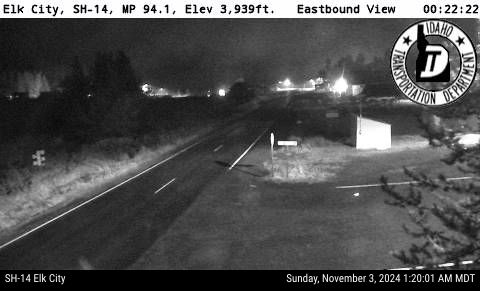 Elk City, SH-14, MP 94.1, Elev 3,939ft. Eastbound View 00:22:22
IDAHO
TRANSPORTATION DEPARTMENT
SH-14 Elk City Sunday, November 3, 2024 1:20:01 AM MDT